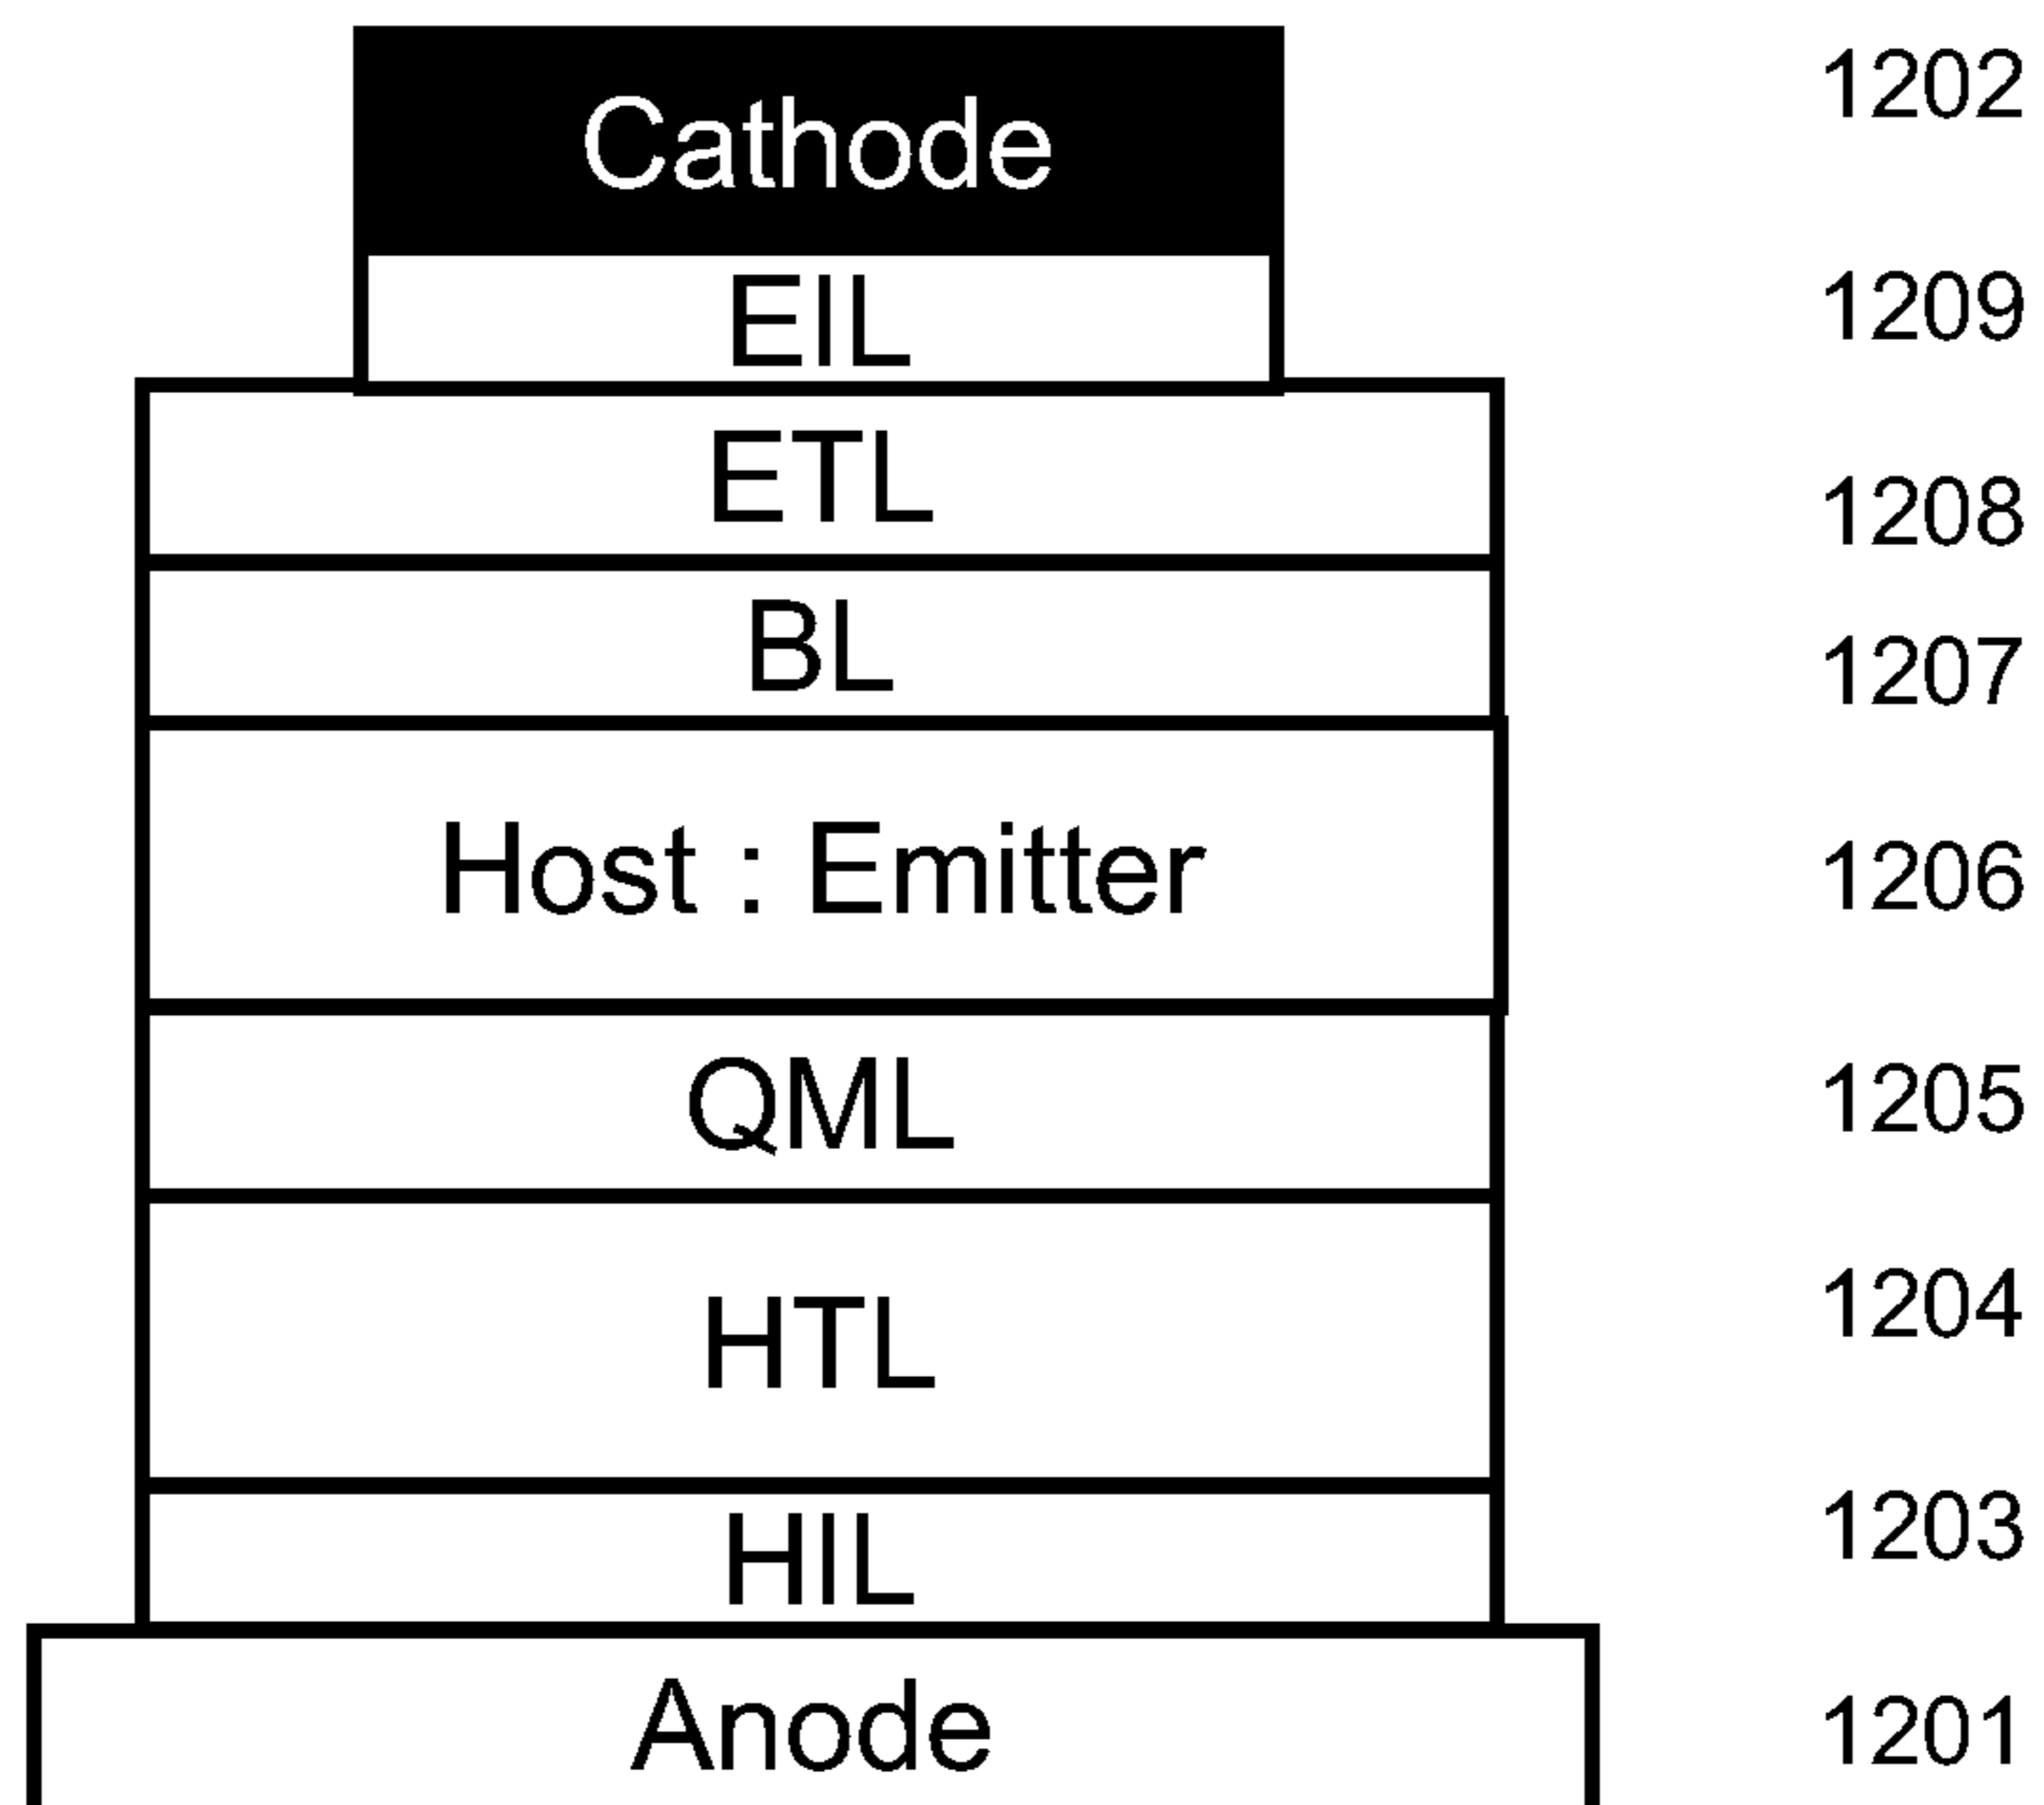 Cathode 1202
EIL 1209
ETL 1208
BL 1207
Host : Emitter 1206
QML 1205
HTL 1204
HIL 1203
Anode 1201